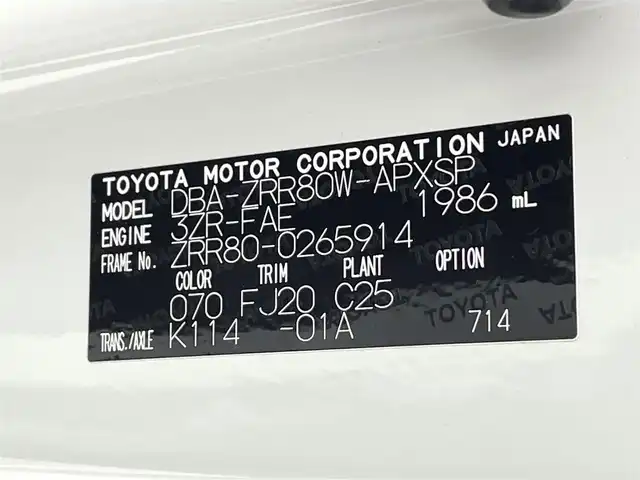 TOYOTA MOTOR CORPORATION JAPAN
MODEL DBA-ZRR80W-APXSP
ENGINE 3ZR-FAE 1986 mL
FRAME No. ZRR80-0265914
COLOR TRIM PLANT OPTION
070 FJ20 C25
TRANS./AXLE K114 -01A 714